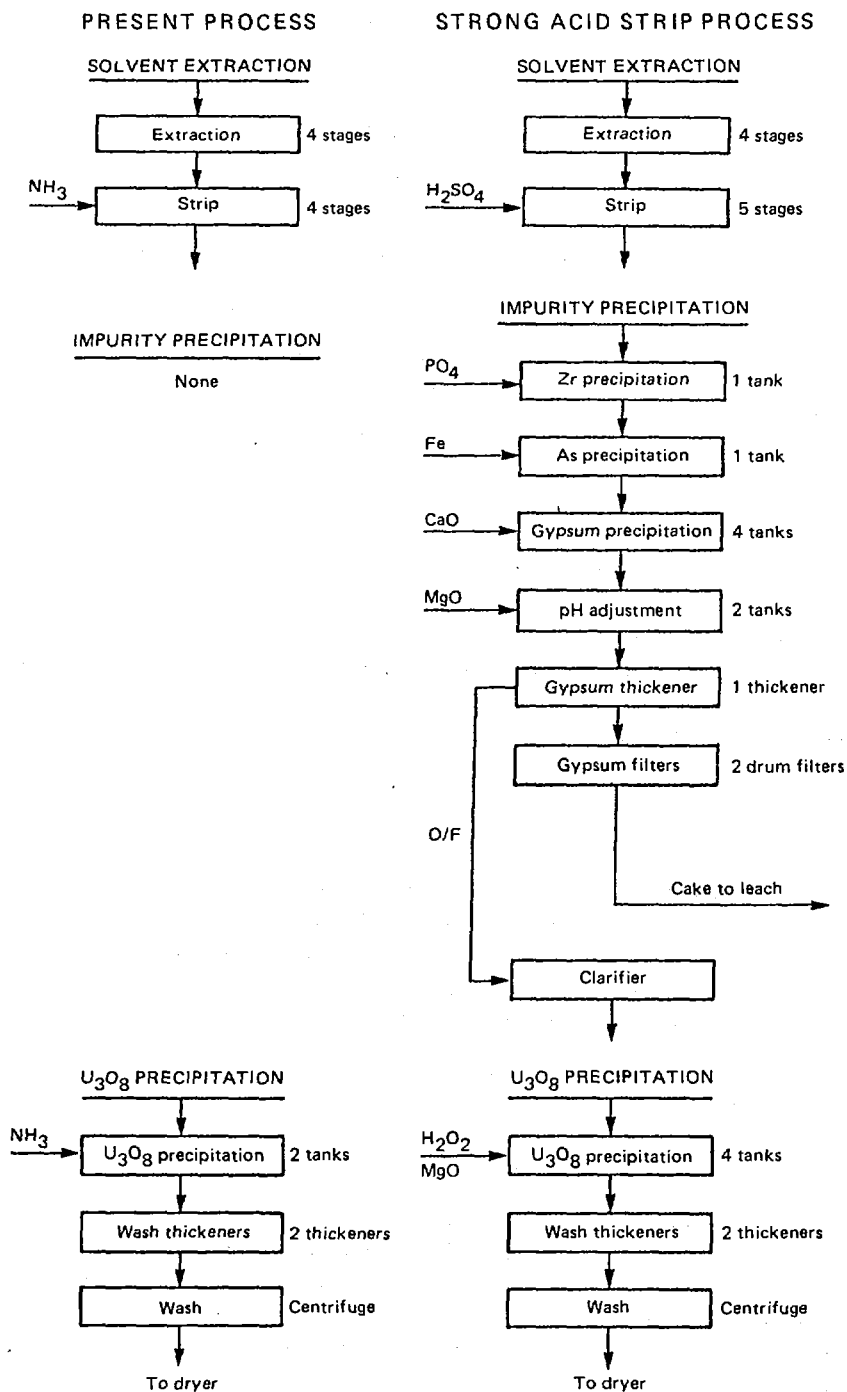 PRESENT PROCESS
SOLVENT EXTRACTION
Extraction 4 stages
NH3
Strip 4 stages
IMPURITY PRECIPITATION
None
U3O8 PRECIPITATION
NH3
U3O8 precipitation 2 tanks
Wash thickeners 2 thickeners
Wash Centrifuge
To dryer
STRONG ACID STRIP PROCESS
SOLVENT EXTRACTION
Extraction 4 stages
H2SO4
Strip 5 stages
IMPURITY PRECIPITATION
PO4
Zr precipitation 1 tank
Fe
As precipitation 1 tank
CaO
Gypsum precipitation 4 tanks
MgO
pH adjustment 2 tanks
Gypsum thickener 1 thickener
Gypsum filters 2 drum filters
O/F
Cake to leach
Clarifier
U3O8 PRECIPITATION
H2O2
MgO
U3O8 precipitation 4 tanks
Wash thickeners 2 thickeners
Wash Centrifuge
To dryer